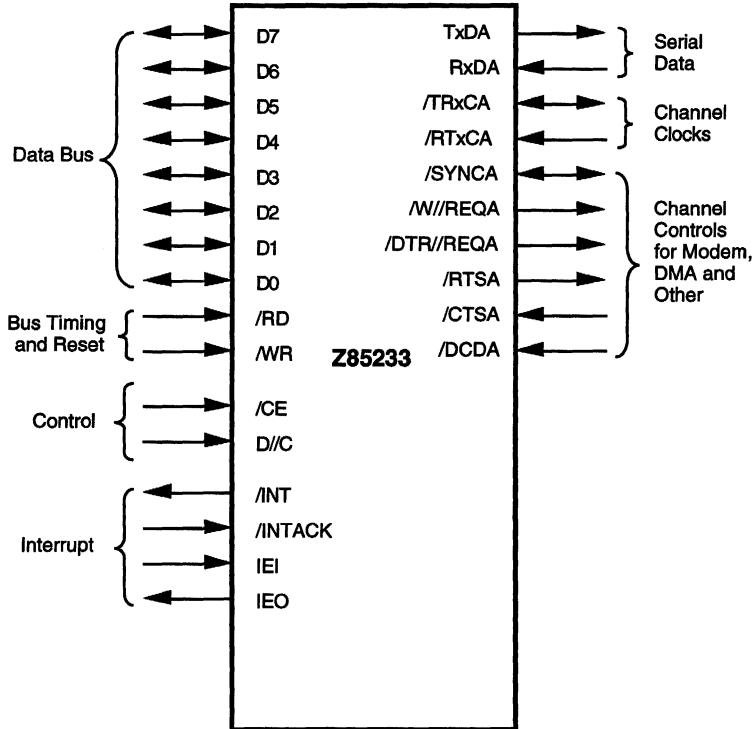 D7
D6
D5
D4
D3
D2
D1
D0
/RD
/WR
/CE
D//C
/INT
/INTACK
IEI
IEO
Data Bus
Bus Timing
and Reset
Control
Interrupt
Z85233
TxDA
RxDA
/TRxCA
/RTxCA
/SYNCA
/W//REQA
/DTR//REQA
/RTSA
/CTSA
/DCDA
Serial
Data
Channel
Clocks
Channel
Controls
for Modem,
DMA and
Other